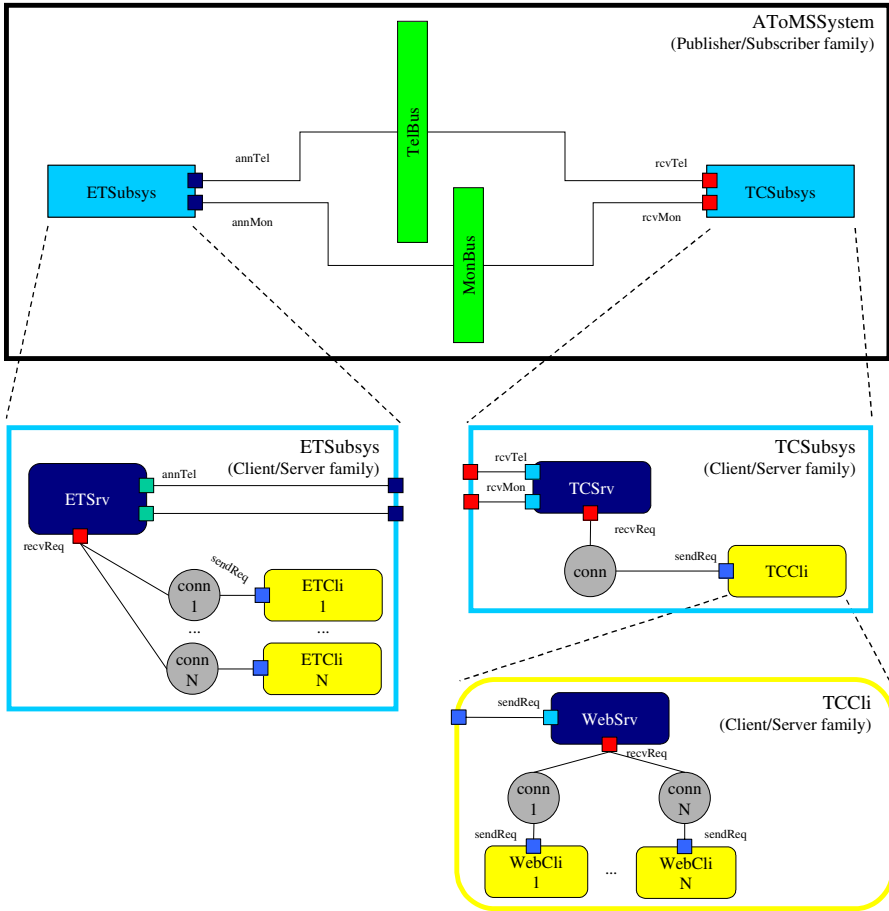 AToMSSystem
(Publisher/Subscriber family)
TelBus
annTel
rcvTel
ETSubsys
TCSubsys
annMon
rcvMon
MonBus
ETSubsys
(Client/Server family)
annTel
ETSrv
recvReq
sendReq
conn
1
ETCli
1
...
...
conn
N
ETCli
N
TCSubsys
(Client/Server family)
rcvTel
rcvMon
TCSrv
recvReq
conn
sendReq
TCCli
TCCli
(Client/Server family)
sendReq
WebSrv
recvReq
conn
1
conn
N
sendReq
sendReq
WebCli
1
...
WebCli
N